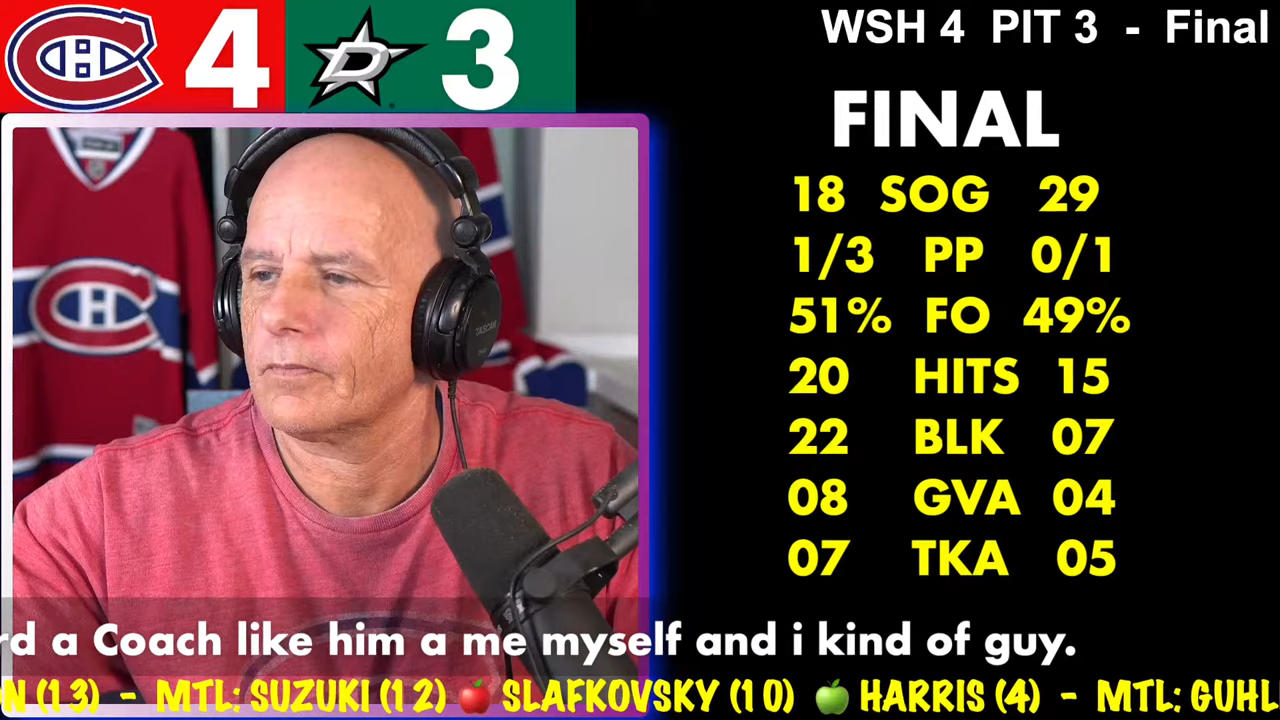 4 3
WSH 4 PIT 3 - Final
FINAL
18 SOG 29
1/3 PP 0/1
51% FO 49%
20 HITS 15
22 BLK 07
08 GVA 04
07 TKA 05
TASCAM
rd a Coach like him a me myself and i kind of guy.
N (13) - MTL: SUZUKI (12) SLAFKOVSKY (10) HARRIS (4) - MTL: GUHL